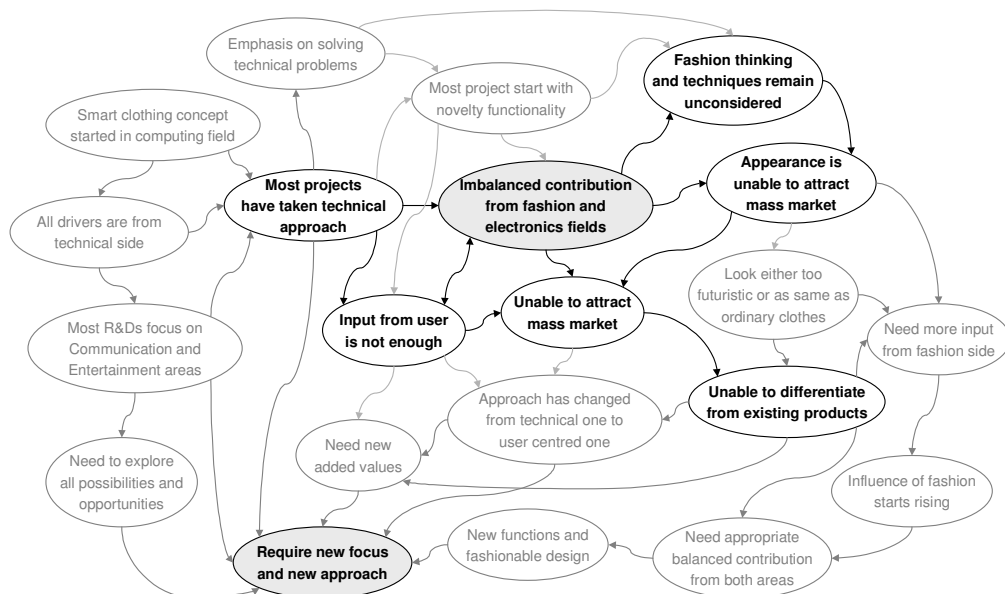 Emphasis on solving
technical problems
Fashion thinking
and techniques remain
unconsidered
Most project start with
novelty functionality
Smart clothing concept
started in computing field
Appearance is
unable to attract
mass market
Most projects
have taken technical
approach
Imbalanced contribution
from fashion and
electronics fields
All drivers are from
technical side
Look either too
futuristic or as same as
ordinary clothes
Unable to attract
mass market
Input from user
is not enough
Need more input
from fashion side
Most R&Ds focus on
Communication and
Entertainment areas
Unable to differentiate
from existing products
Approach has changed
from technical one to
user centred one
Need new
added values
Need to explore
all possibilities and
opportunities
Influence of fashion
starts rising
New functions and
fashionable design
Need appropriate
balanced contribution
from both areas
Require new focus
and new approach